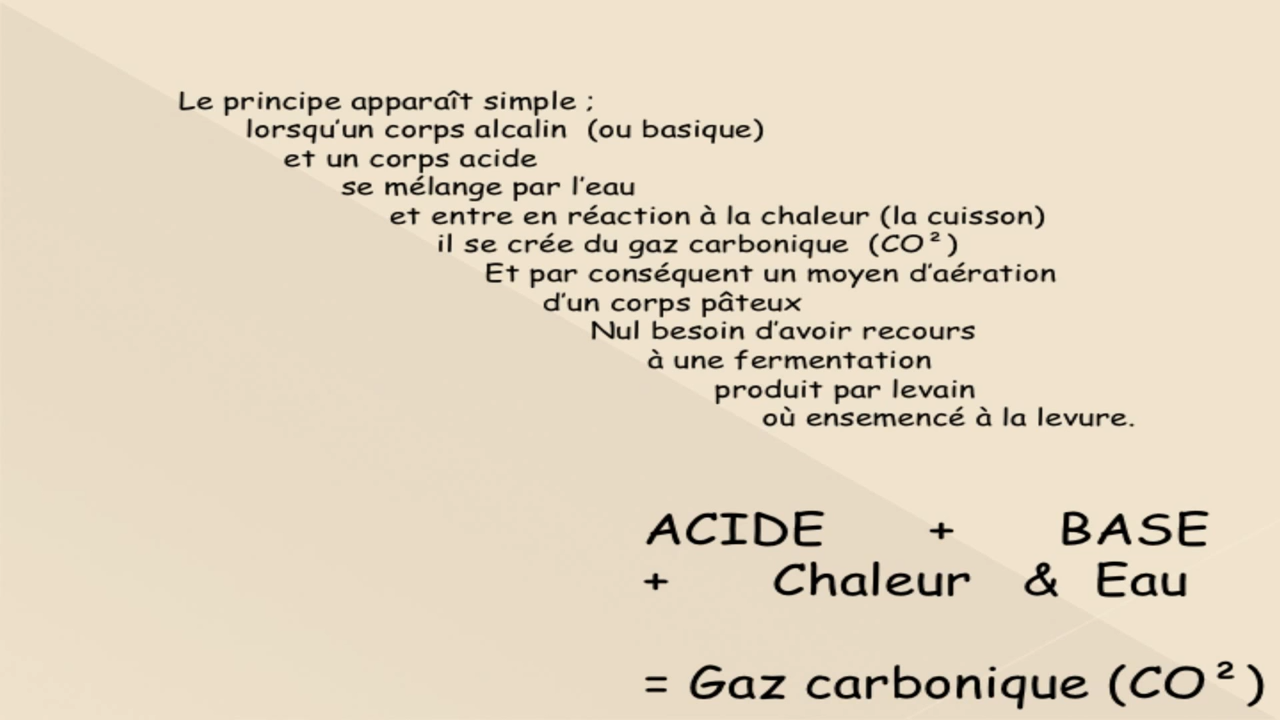 Le principe apparaît simple ;
lorsqu'un corps alcalin (ou basique)
et un corps acide
se mélange par l'eau
et entre en réaction à la chaleur (la cuisson)
il se crée du gaz carbonique (CO²)
Et par conséquent un moyen d'aération
d'un corps pâteux
Nul besoin d'avoir recours
à une fermentation
produit par levain
où ensemencé à la levure.
ACIDE + BASE
+ Chaleur & Eau
= Gaz carbonique (CO²)